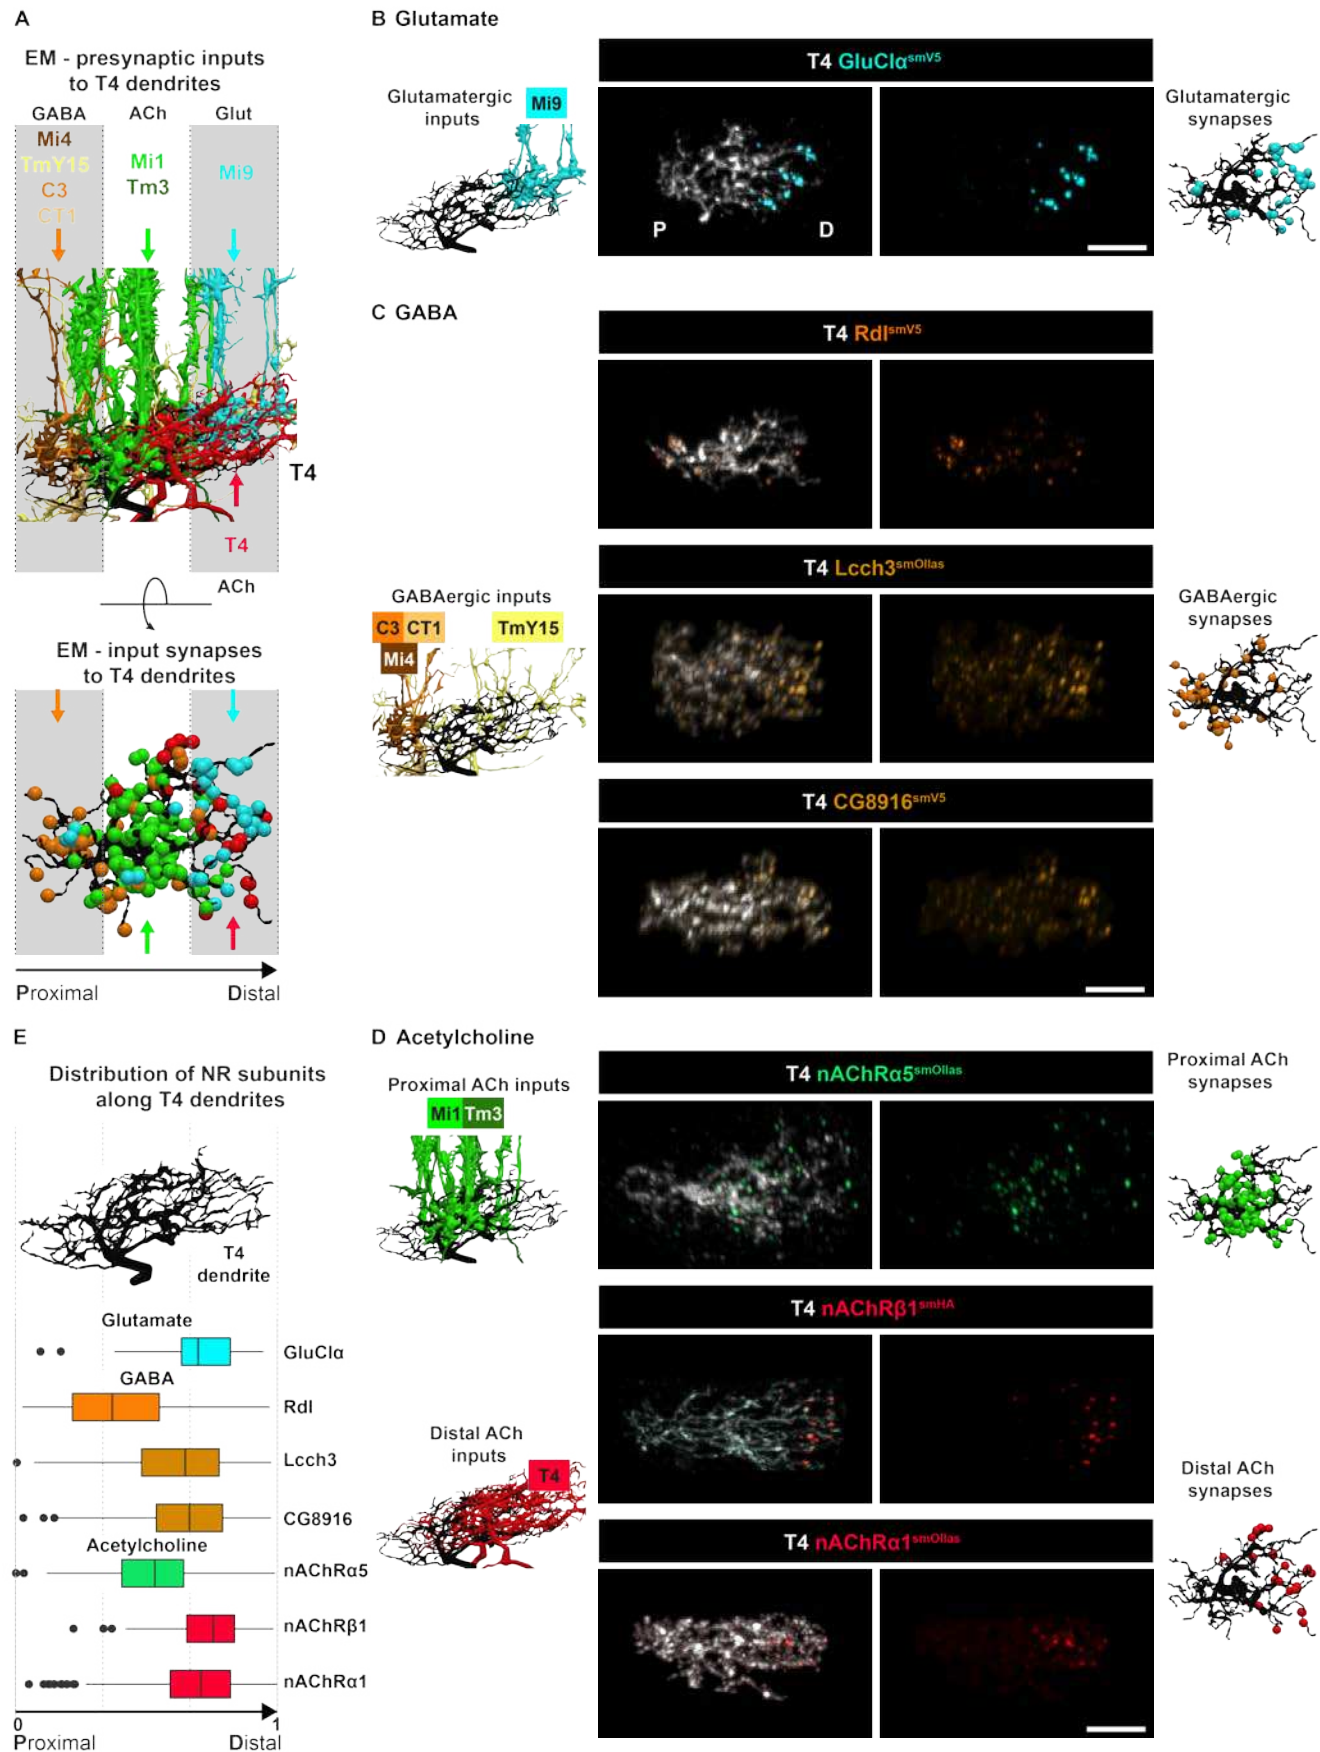 A
EM - presynaptic inputs
to T4 dendrites
GABA ACh Glut
Mi4
TmY15
C3
CT1
Mi1
Tm3
Mi9
T4
T4
ACh
EM - input synapses
to T4 dendrites
Proximal Distal
B Glutamate
T4 GluClα^smV5
Glutamatergic
inputs
Mi9
P D
Glutamatergic
synapses
C GABA
T4 Rdl^smV5
T4 Lcch3^smOllas
GABAergic inputs
C3 CT1 TmY15
Mi4
GABAergic
synapses
T4 CG8916^smV5
D Acetylcholine
T4 nAChRα5^smOllas
Proximal ACh inputs
Mi1 Tm3
Proximal ACh
synapses
T4 nAChRβ1^smHA
Distal ACh
inputs
T4
Distal ACh
synapses
T4 nAChRα1^smOllas
E
Distribution of NR subunits
along T4 dendrites
T4
dendrite
Glutamate
GluClα
GABA
Rdl
Lcch3
CG8916
Acetylcholine
nAChRα5
nAChRβ1
nAChRα1
0 1
Proximal Distal